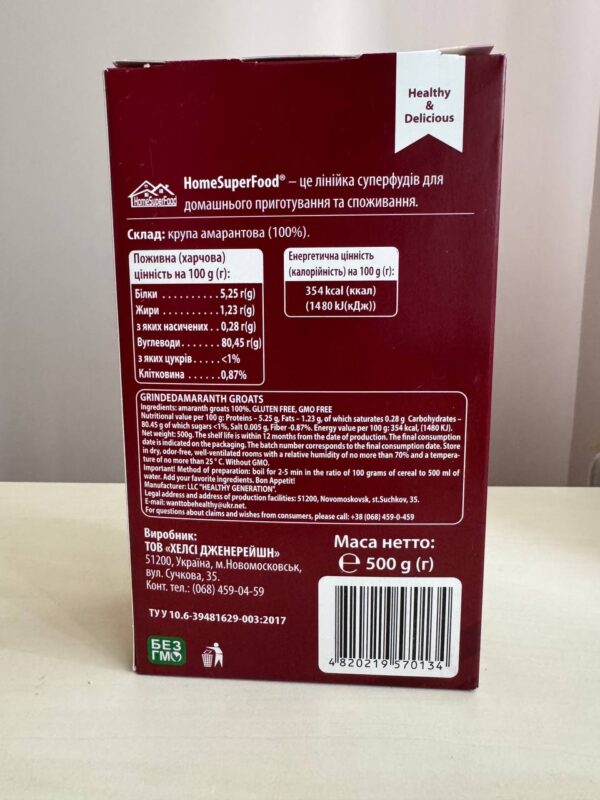 Healthy
&
Delicious
HomeSuperFood
HomeSuperFood® – це лінійка суперфудів для
домашнього приготування та споживання.
Склад: крупа амарантова (100%).
Поживна (харчова)
цінність на 100 g (г):
Білки . . . . . . . . . . 5,25 г(g)
Жири . . . . . . . . . . 1,23 г(g)
з яких насичених . . 0,28 г(g)
Вуглеводи . . . . . 80,45 г(g)
з яких цукрів . . . . . <1%
Клітковина . . . . . 0,87%
Енергетична цінність
(калорійність) на 100 g (г):
354 kcal (ккал)
(1480 kJ(кДж))
GRINDEDAMARANTH GROATS
Ingredients: amaranth groats 100%. GLUTEN FREE, GMO FREE
Nutritional value per 100 g: Proteins – 5.25 g, Fats – 1.23 g, of which saturates 0.28 g Carbohydrates –
80.45 g of which sugars <1%, Salt 0.005 g, Fiber -0.87%. Energy value per 100 g: 354 kcal, (1480 KJ).
Net weight: 500g. The shelf life is within 12 months from the date of production. The final consumption
date is indicated on the packaging. The batch number corresponds to the final consumption date. Store
in dry, odor-free, well-ventilated rooms with a relative humidity of no more than 70% and a tempera-
ture of no more than 25 ° C. Without GMO.
Important! Method of preparation: boil for 2-5 min in the ratio of 100 grams of cereal to 500 ml of
water. Add your favorite ingredients. Bon Appetit!
Manufacturer: LLC "HEALTHY GENERATION".
Legal address and address of production facilities: 51200, Novomoskovsk, st.Suchkov, 35.
E-mail: wanttobehealthy@ukr.net.
For questions about claims and wishes from consumers, please call: +38 (068) 459-0-459
Виробник:
ТОВ «ХЕЛСІ ДЖЕНЕРЕЙШН»
51200, Україна, м.Новомосковськ,
вул. Сучкова, 35.
Конт. тел.: (068) 459-04-59
ТУ У 10.6-39481629-003:2017
Маса нетто:
℮ 500 g (г)
БЕЗ
ГМО
4 820219 570134